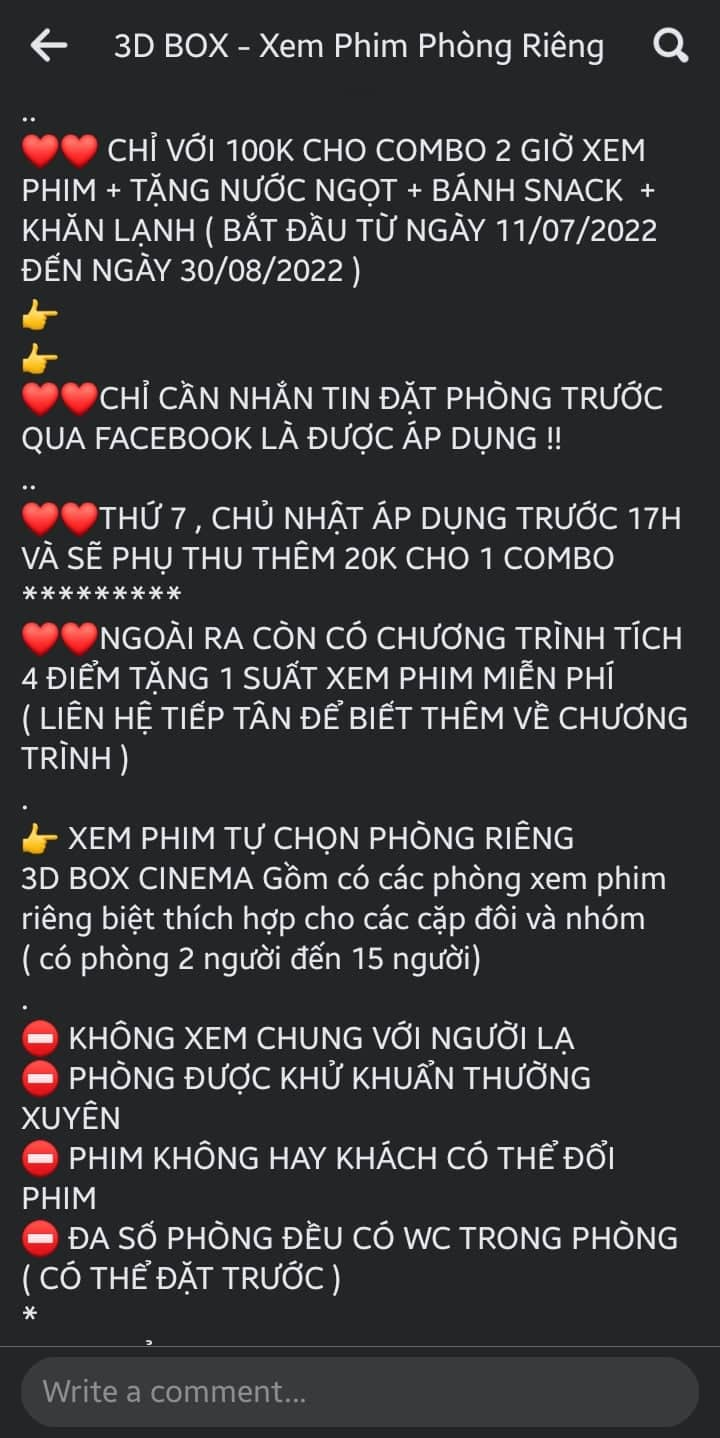 3D BOX - Xem Phim Phòng Riêng
..
❤️❤️ CHỈ VỚI 100K CHO COMBO 2 GIỜ XEM
PHIM + TẶNG NƯỚC NGỌT + BÁNH SNACK +
KHĂN LẠNH ( BẮT ĐẦU TỪ NGÀY 11/07/2022
ĐẾN NGÀY 30/08/2022 )
👉
👉
❤️❤️CHỈ CẦN NHẮN TIN ĐẶT PHÒNG TRƯỚC
QUA FACEBOOK LÀ ĐƯỢC ÁP DỤNG !!
..
❤️❤️THỨ 7 , CHỦ NHẬT ÁP DỤNG TRƯỚC 17H
VÀ SẼ PHỤ THU THÊM 20K CHO 1 COMBO
*********
❤️❤️NGOÀI RA CÒN CÓ CHƯƠNG TRÌNH TÍCH
4 ĐIỂM TẶNG 1 SUẤT XEM PHIM MIỄN PHÍ
( LIÊN HỆ TIẾP TÂN ĐỂ BIẾT THÊM VỀ CHƯƠNG
TRÌNH )
.
👉 XEM PHIM TỰ CHỌN PHÒNG RIÊNG
3D BOX CINEMA Gồm có các phòng xem phim
riêng biệt thích hợp cho các cặp đôi và nhóm
( có phòng 2 người đến 15 người)
.
⛔ KHÔNG XEM CHUNG VỚI NGƯỜI LẠ
⛔ PHÒNG ĐƯỢC KHỬ KHUẨN THƯỜNG
XUYÊN
⛔ PHIM KHÔNG HAY KHÁCH CÓ THỂ ĐỔI
PHIM
⛔ ĐA SỐ PHÒNG ĐỀU CÓ WC TRONG PHÒNG
( CÓ THỂ ĐẶT TRƯỚC )
*
Write a comment...